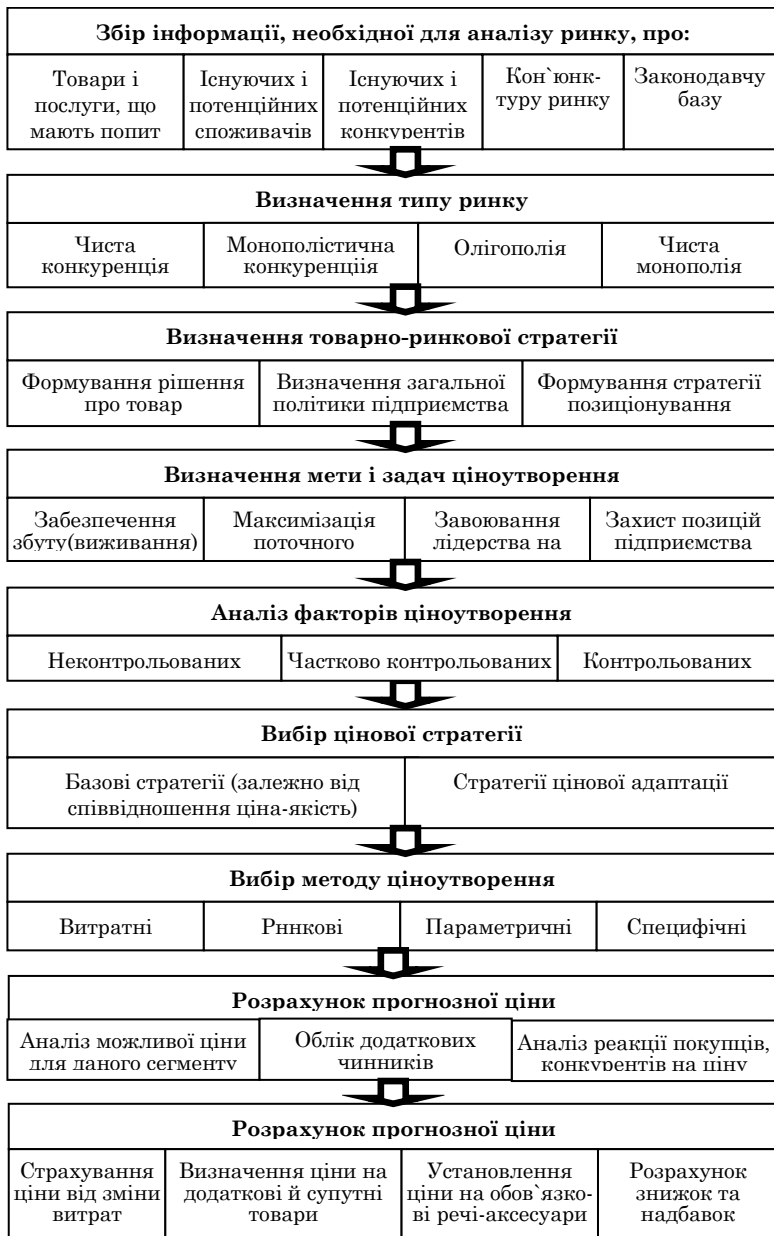 Збір інформації, необхідної для аналізу ринку, про:
Товари і
послуги, що
мають попит
Існуючих і
потенційних
споживачів
Існуючих і
потенційних
конкурентів
Кон`юнк-
туру ринку
Законодавчу
базу
Визначення типу ринку
Чиста
конкуренція
Монополістична
конкуренціія
Олігополія
Чиста
монополія
Визначення товарно-ринкової стратегії
Формування рішення
про товар
Визначення загальної
політики підприємства
Формування стратегії
позиціонування
Визначення мети і задач ціноутворення
Забезпечення
збуту(виживання)
Максимізація
поточного
Завоювання
лідерства на
Захист позицій
підприємства
Аналіз факторів ціноутворення
Неконтрольованих
Частково контрольованих
Контрольованих
Вибір цінової стратегії
Базові стратегії (залежно від
співвідношення ціна-якість)
Стратегії цінової адаптації
Вибір методу ціноутворення
Витратні
Рннкові
Параметричні
Специфічні
Розрахунок прогнозної ціни
Аналіз можливої ціни
для даного сегменту
Облік додаткових
чинників
Аналіз реакції покупців,
конкурентів на ціну
Розрахунок прогнозної ціни
Страхування
ціни від зміни
витрат
Визначення ціни на
додаткові й супутні
товари
Установлення
ціни на обов`язко-
ві речі-аксесуари
Розрахунок
знижок та
надбавок